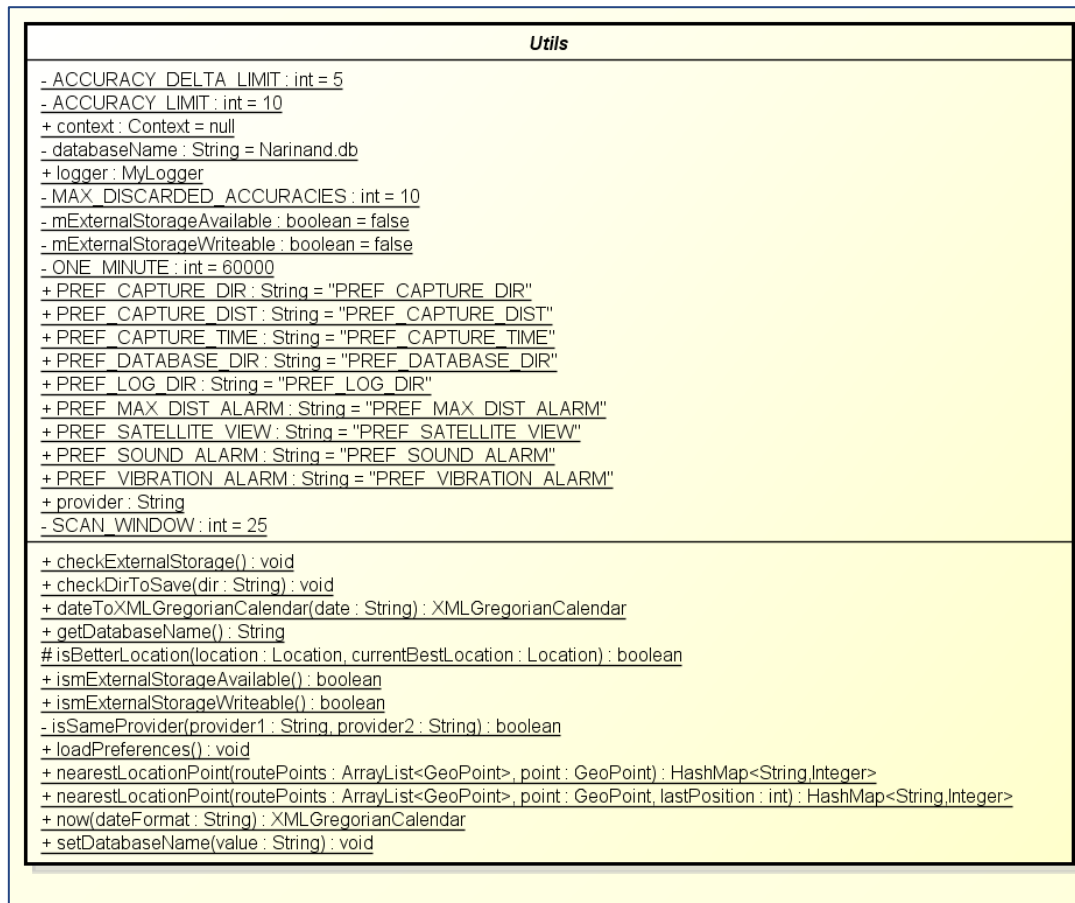 Utils
- ACCURACY_DELTA_LIMIT : int = 5
- ACCURACY_LIMIT : int = 10
+ context : Context = null
- databaseName : String = Narinand.db
+ logger : MyLogger
- MAX_DISCARDED_ACCURACIES : int = 10
- mExternalStorageAvailable : boolean = false
- mExternalStorageWriteable : boolean = false
- ONE_MINUTE : int = 60000
+ PREF_CAPTURE_DIR : String = "PREF_CAPTURE_DIR"
+ PREF_CAPTURE_DIST : String = "PREF_CAPTURE_DIST"
+ PREF_CAPTURE_TIME : String = "PREF_CAPTURE_TIME"
+ PREF_DATABASE_DIR : String = "PREF_DATABASE_DIR"
+ PREF_LOG_DIR : String = "PREF_LOG_DIR"
+ PREF_MAX_DIST_ALARM : String = "PREF_MAX_DIST_ALARM"
+ PREF_SATELLITE_VIEW : String = "PREF_SATELLITE_VIEW"
+ PREF_SOUND_ALARM : String = "PREF_SOUND_ALARM"
+ PREF_VIBRATION_ALARM : String = "PREF_VIBRATION_ALARM"
+ provider : String
- SCAN_WINDOW : int = 25
+ checkExternalStorage() : void
+ checkDirToSave(dir : String) : void
+ dateToXMLGregorianCalendar(date : String) : XMLGregorianCalendar
+ getDatabaseName() : String
# isBetterLocation(location : Location, currentBestLocation : Location) : boolean
+ ismExternalStorageAvailable() : boolean
+ ismExternalStorageWriteable() : boolean
- isSameProvider(provider1 : String, provider2 : String) : boolean
+ loadPreferences() : void
+ nearestLocationPoint(routePoints : ArrayList<GeoPoint>, point : GeoPoint) : HashMap<String,Integer>
+ nearestLocationPoint(routePoints : ArrayList<GeoPoint>, point : GeoPoint, lastPosition : int) : HashMap<String,Integer>
+ now(dateFormat : String) : XMLGregorianCalendar
+ setDatabaseName(value : String) : void